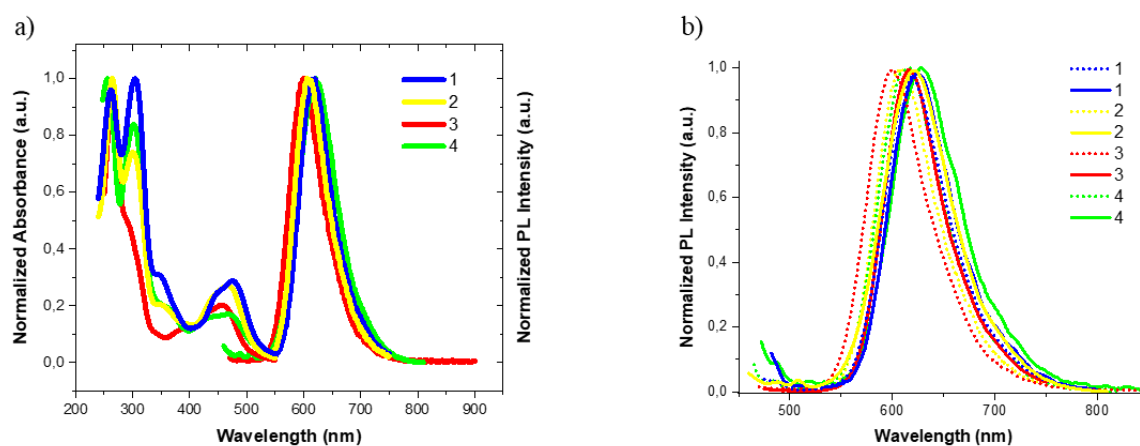 a)
Normalized Absorbance (a.u.)
1,0
0,8
0,6
0,4
0,2
0,0
200 300 400 500 600 700 800 900
Wavelength (nm)
Normalized PL Intensity (a.u.)
1
2
3
4
b)
Normalized PL Intensity (a.u.)
1,0
0,8
0,6
0,4
0,2
0,0
500 600 700 800
Wavelength (nm)
1
1
2
2
3
3
4
4